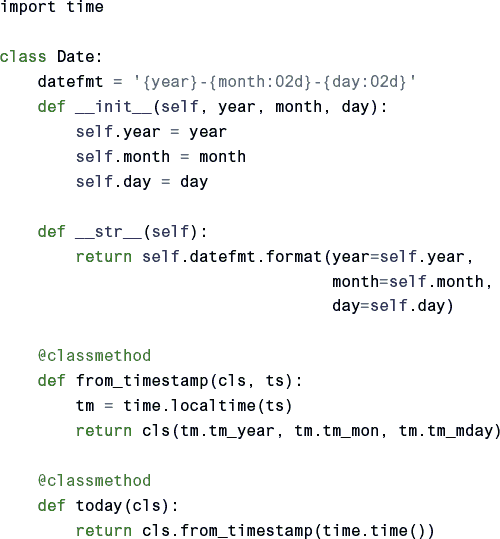 import time

class Date:
    datefmt = '{year}-{month:02d}-{day:02d}'
    def __init__(self, year, month, day):
        self.year = year
        self.month = month
        self.day = day

    def __str__(self):
        return self.datefmt.format(year=self.year,
                                   month=self.month,
                                   day=self.day)

    @classmethod
    def from_timestamp(cls, ts):
        tm = time.localtime(ts)
        return cls(tm.tm_year, tm.tm_mon, tm.tm_mday)

    @classmethod
    def today(cls):
        return cls.from_timestamp(time.time())